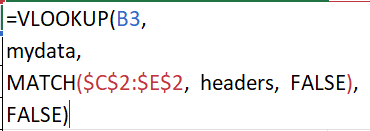 =VLOOKUP(B3,
mydata,
MATCH($C$2:$E$2, headers, FALSE),
FALSE)